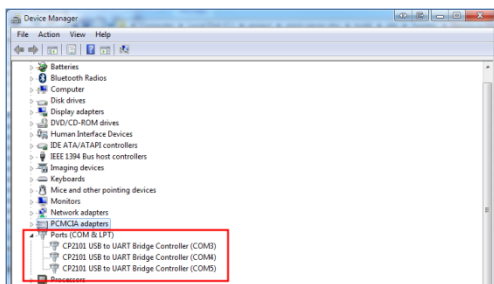 Device Manager
File Action View Help
Batteries
Bluetooth Radios
Computer
Disk drives
Display adapters
DVD/CD-ROM drives
Human Interface Devices
IDE ATA/ATAPI controllers
IEEE 1394 Bus host controllers
Imaging devices
Keyboards
Mice and other pointing devices
Monitors
Network adapters
PCMCIA adapters
Ports (COM & LPT)
CP2101 USB to UART Bridge Controller (COM3)
CP2101 USB to UART Bridge Controller (COM4)
CP2101 USB to UART Bridge Controller (COM5)
Processors